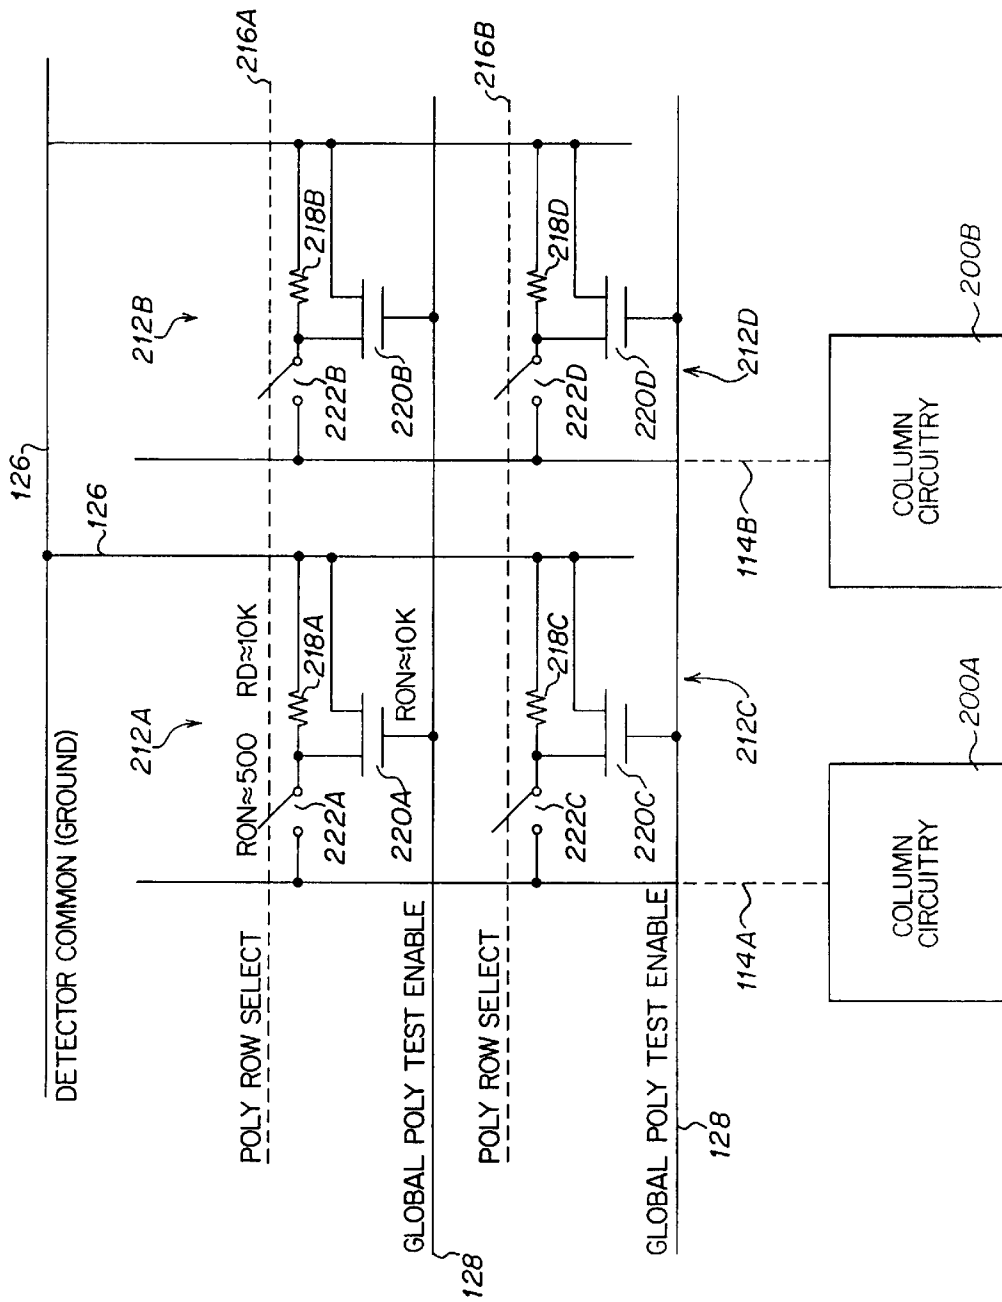 DETECTOR COMMON (GROUND)
126
126
216A
POLY ROW SELECT
212A
RON≈500
RD≈10K
218A
222A
220A
RON≈10K
212B
218B
222B
220B
GLOBAL POLY TEST ENABLE
128
216B
POLY ROW SELECT
218C
222C
220C
212C
218D
222D
220D
212D
GLOBAL POLY TEST ENABLE
128
114A
114B
COLUMN
CIRCUITRY
200A
COLUMN
CIRCUITRY
200B